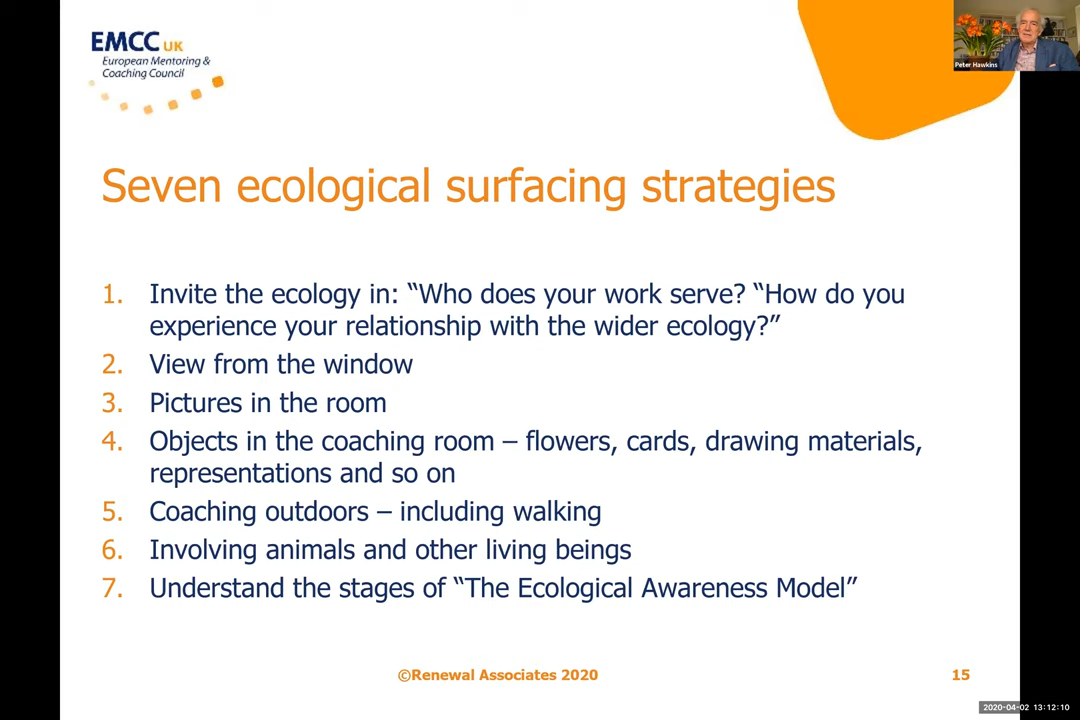 EMCC UK
European Mentoring &
Coaching Council
Peter Hawkins
Seven ecological surfacing strategies
1. Invite the ecology in: “Who does your work serve? “How do you
experience your relationship with the wider ecology?”
2. View from the window
3. Pictures in the room
4. Objects in the coaching room – flowers, cards, drawing materials,
representations and so on
5. Coaching outdoors – including walking
6. Involving animals and other living beings
7. Understand the stages of “The Ecological Awareness Model”
©Renewal Associates 2020
15
2020-04-02 13:12:10